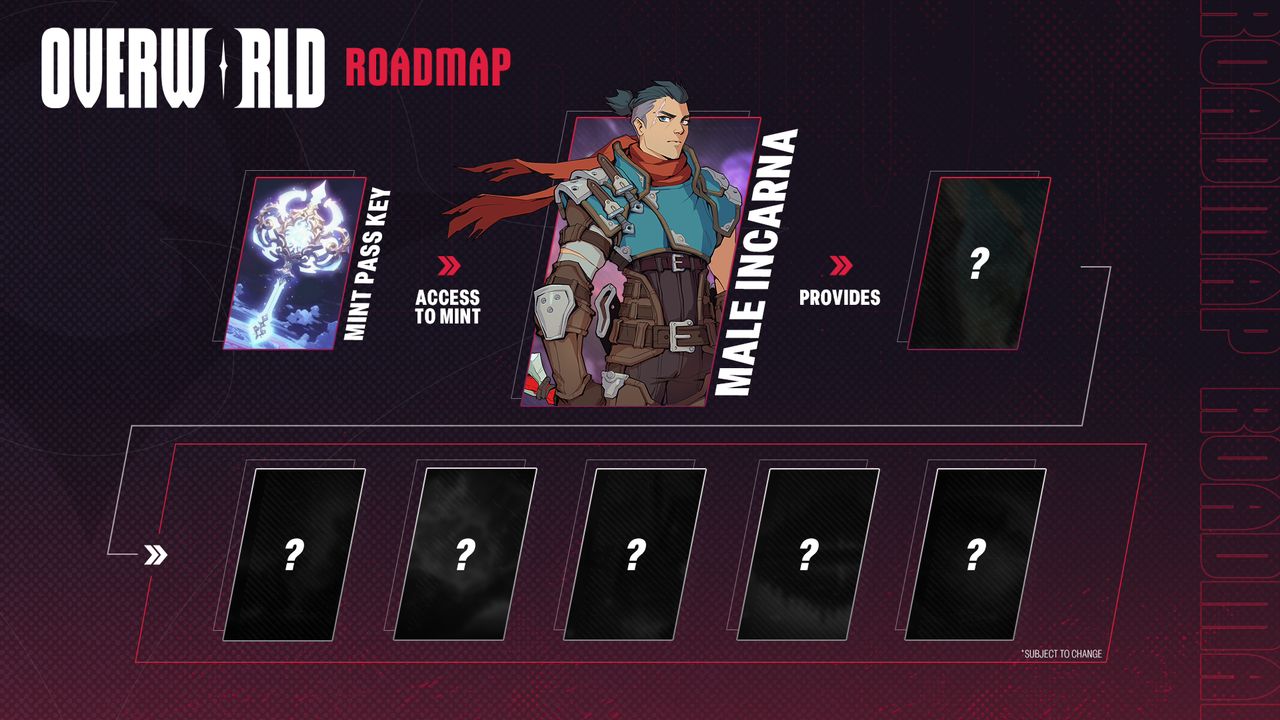 OVERWORLD
ROADMAP
MINT PASS KEY
ACCESS
TO MINT
MALE INCARNA
PROVIDES
?
?
?
?
?
?
*SUBJECT TO CHANGE
ROADMAP ROADMAP